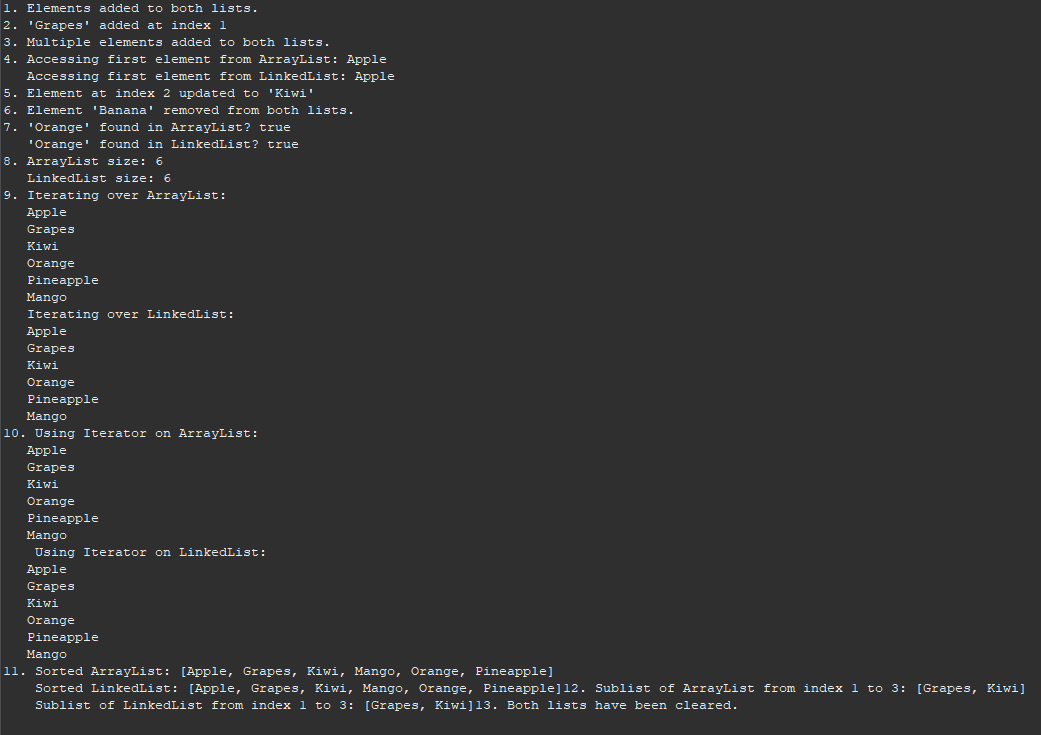 1. Elements added to both lists.
2. 'Grapes' added at index 1
3. Multiple elements added to both lists.
4. Accessing first element from ArrayList: Apple
   Accessing first element from LinkedList: Apple
5. Element at index 2 updated to 'Kiwi'
6. Element 'Banana' removed from both lists.
7. 'Orange' found in ArrayList? true
   'Orange' found in LinkedList? true
8. ArrayList size: 6
   LinkedList size: 6
9. Iterating over ArrayList:
   Apple
   Grapes
   Kiwi
   Orange
   Pineapple
   Mango
   Iterating over LinkedList:
   Apple
   Grapes
   Kiwi
   Orange
   Pineapple
   Mango
10. Using Iterator on ArrayList:
   Apple
   Grapes
   Kiwi
   Orange
   Pineapple
   Mango
    Using Iterator on LinkedList:
   Apple
   Grapes
   Kiwi
   Orange
   Pineapple
   Mango
11. Sorted ArrayList: [Apple, Grapes, Kiwi, Mango, Orange, Pineapple]
    Sorted LinkedList: [Apple, Grapes, Kiwi, Mango, Orange, Pineapple]12. Sublist of ArrayList from index 1 to 3: [Grapes, Kiwi]
    Sublist of LinkedList from index 1 to 3: [Grapes, Kiwi]13. Both lists have been cleared.